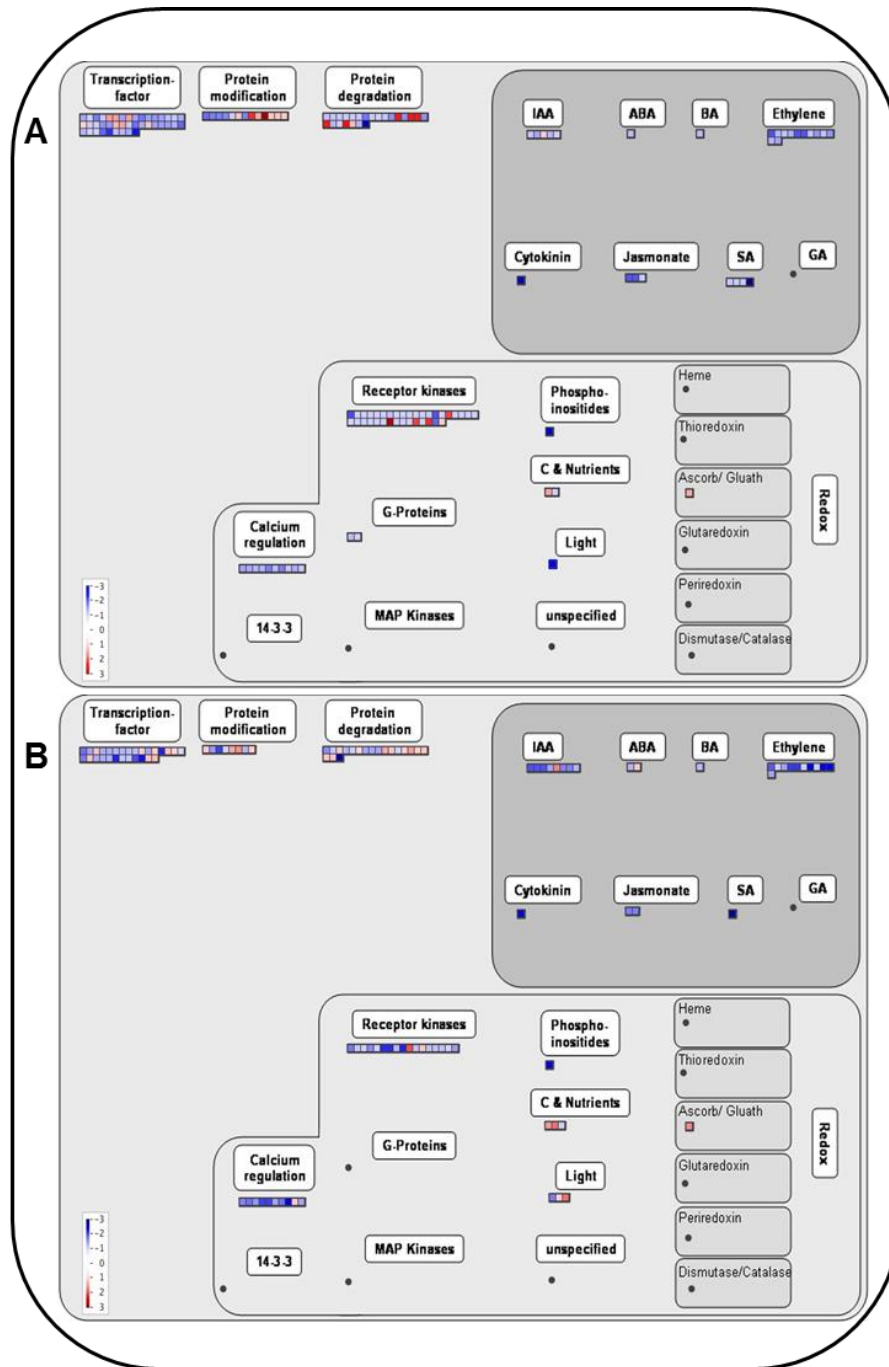 A
Transcription-
factor
Protein
modification
Protein
degradation
IAA
ABA
BA
Ethylene
Cytokinin
Jasmonate
SA
GA
Receptor kinases
Phospho-
inositides
C & Nutrients
G-Proteins
Calcium
regulation
Light
14-3-3
MAP Kinases
unspecified
Heme
Thioredoxin
Ascorb/ Gluath
Glutaredoxin
Periredoxin
Dismutase/Catalase
Redox
-3
-2
-1
0
1
2
3
B
Transcription-
factor
Protein
modification
Protein
degradation
IAA
ABA
BA
Ethylene
Cytokinin
Jasmonate
SA
GA
Receptor kinases
Phospho-
inositides
C & Nutrients
G-Proteins
Calcium
regulation
Light
14-3-3
MAP Kinases
unspecified
Heme
Thioredoxin
Ascorb/ Gluath
Glutaredoxin
Periredoxin
Dismutase/Catalase
Redox
-3
-2
-1
0
1
2
3